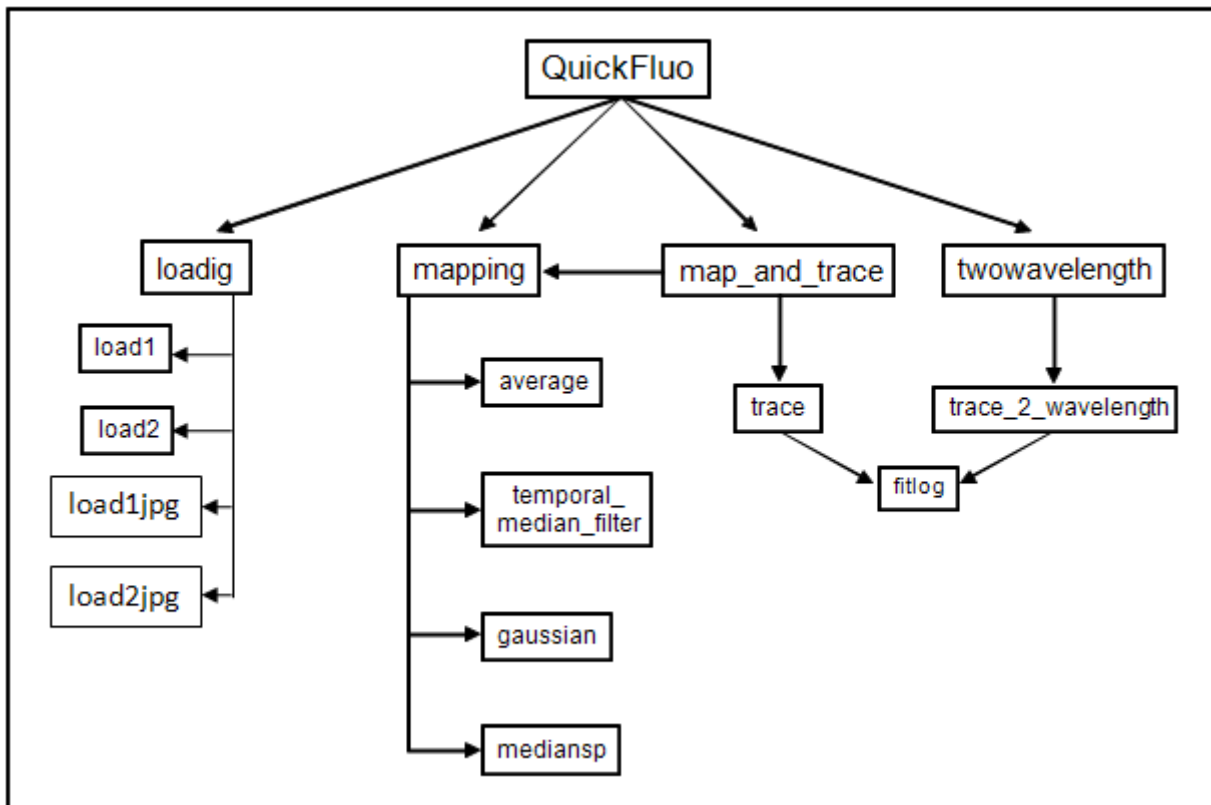 QuickFluo
loadig
mapping
map_and_trace
twowavelength
load1
load2
load1jpg
load2jpg
average
temporal_
median_filter
gaussian
mediansp
trace
trace_2_wavelength
fitlog